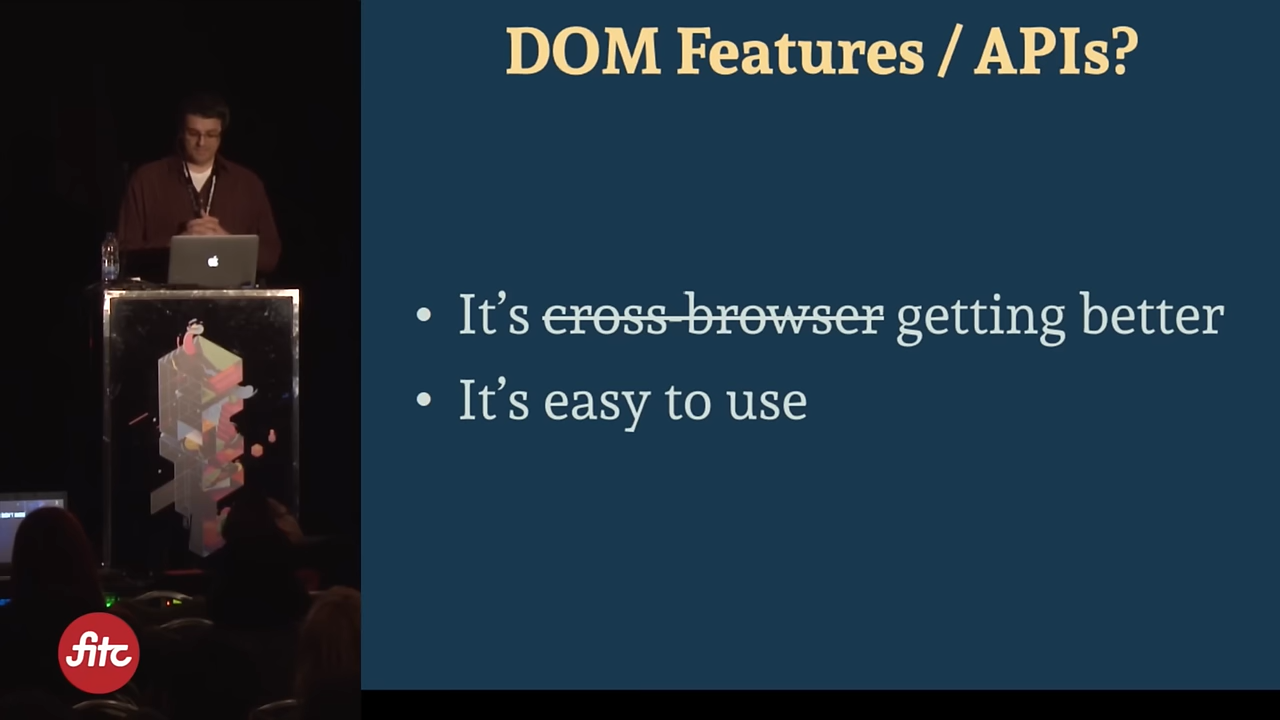 DOM Features / APIs?
• It's cross-browser getting better
• It's easy to use
fitc